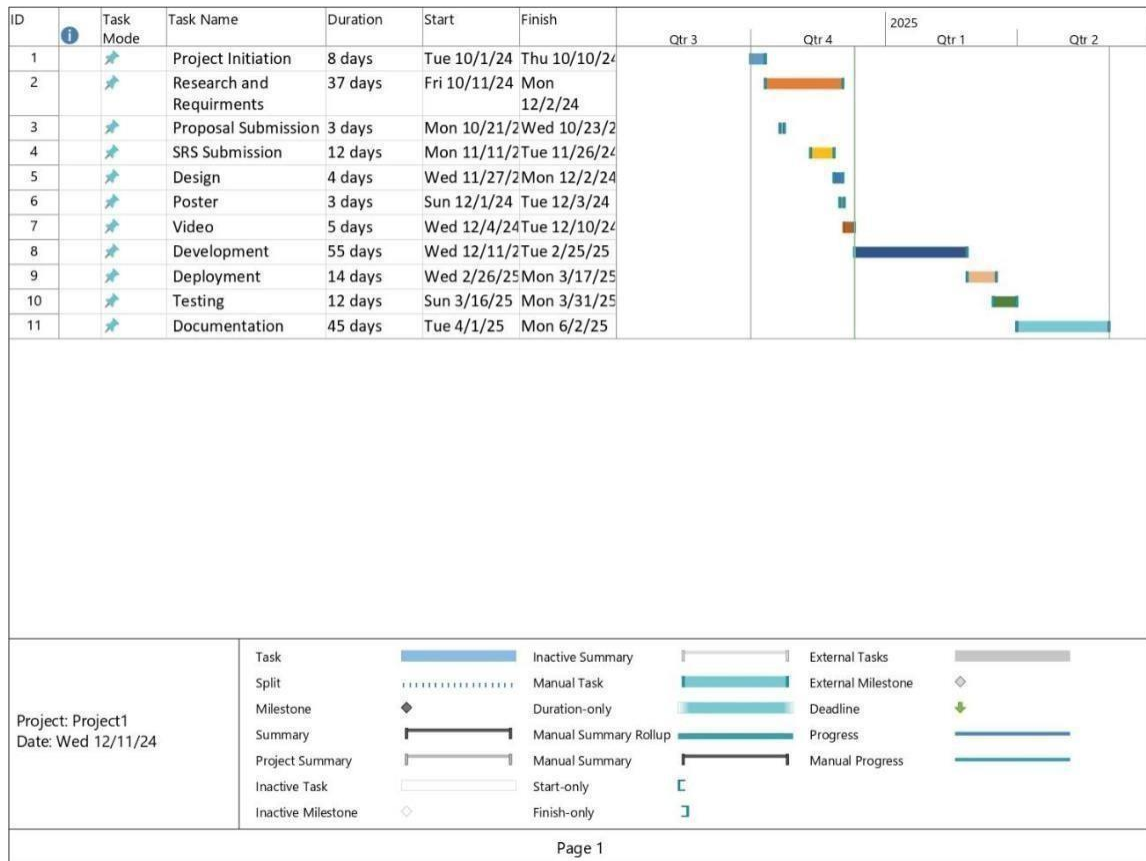 ID Task Mode Task Name Duration Start Finish
2025
Qtr 3 Qtr 4 Qtr 1 Qtr 2
1 Project Initiation 8 days Tue 10/1/24 Thu 10/10/24
2 Research and Requirments 37 days Fri 10/11/24 Mon 12/2/24
3 Proposal Submission 3 days Mon 10/21/2 Wed 10/23/2
4 SRS Submission 12 days Mon 11/11/2 Tue 11/26/24
5 Design 4 days Wed 11/27/2 Mon 12/2/24
6 Poster 3 days Sun 12/1/24 Tue 12/3/24
7 Video 5 days Wed 12/4/24 Tue 12/10/24
8 Development 55 days Wed 12/11/2 Tue 2/25/25
9 Deployment 14 days Wed 2/26/25 Mon 3/17/25
10 Testing 12 days Sun 3/16/25 Mon 3/31/25
11 Documentation 45 days Tue 4/1/25 Mon 6/2/25
Project: Project1
Date: Wed 12/11/24
Task
Split
Milestone
Summary
Project Summary
Inactive Task
Inactive Milestone
Inactive Summary
Manual Task
Duration-only
Manual Summary Rollup
Manual Summary
Start-only
Finish-only
External Tasks
External Milestone
Deadline
Progress
Manual Progress
Page 1